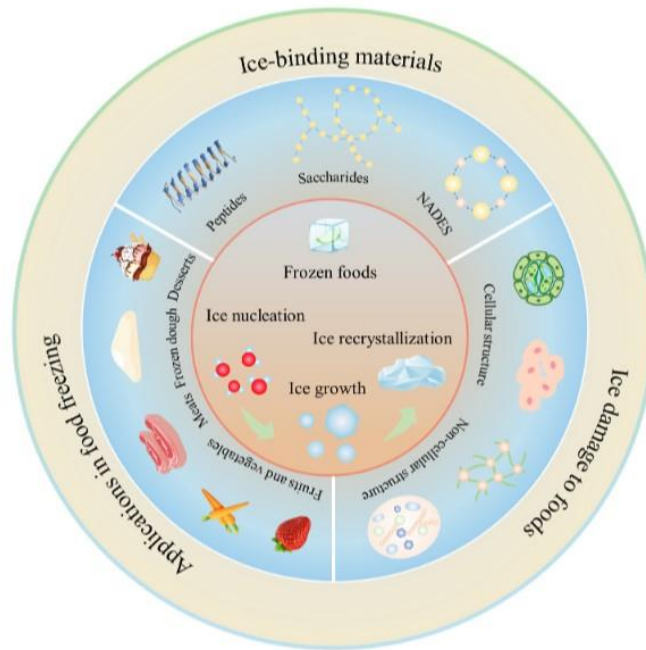 Ice-binding materials
Peptides
Saccharides
NADES
Frozen foods
Ice nucleation
Ice recrystallization
Ice growth
Desserts
Frozen dough
Meats
Fruits and vegetables
Cellular structure
Non-cellular structure
Applications in food freezing
Ice damage to foods